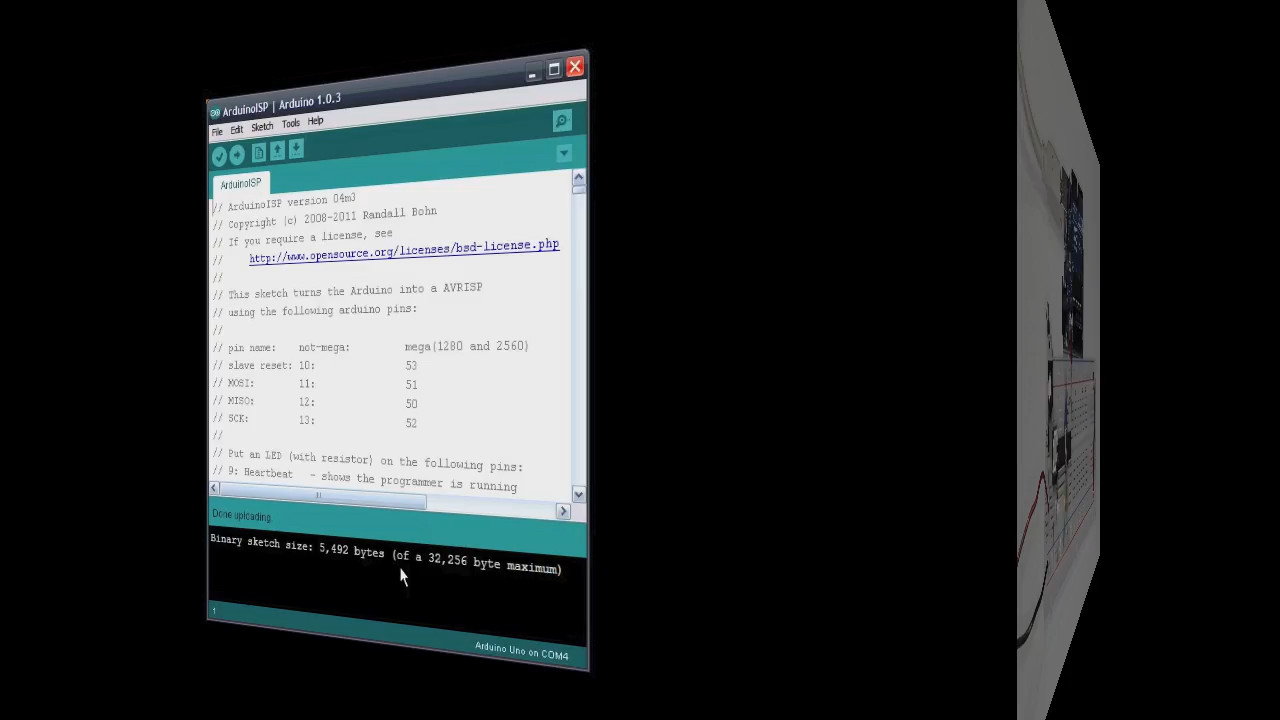 ArduinoISP | Arduino 1.0.3
File Edit Sketch Tools Help
ArduinoISP
// ArduinoISP version 04m3
// Copyright (c) 2008-2011 Randall Bohn
// If you require a license, see
// http://www.opensource.org/licenses/bsd-license.php
//
// This sketch turns the Arduino into a AVRISP
// using the following arduino pins:
//
// pin name: not-mega: mega(1280 and 2560)
// slave reset: 10: 53
// MOSI: 11: 51
// MISO: 12: 50
// SCK: 13: 52
//
// Put an LED (with resistor) on the following pins:
// 9: Heartbeat - shows the programmer is running
Done uploading.
Binary sketch size: 5,492 bytes (of a 32,256 byte maximum)
1
Arduino Uno on COM4